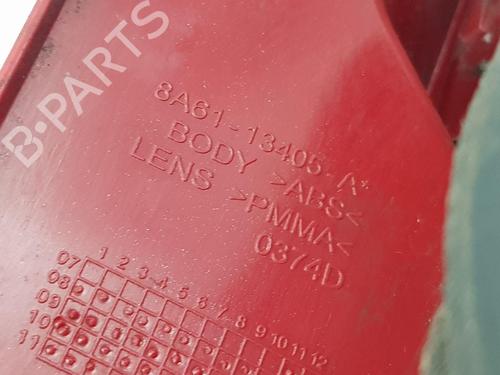 B-PARTS
8A61-13405-A*
BODY >ABS<
LENS >PMMA<
0374D
1 2 3 4 5 6 7 8 9 10 11 12
07
08
09
10
11